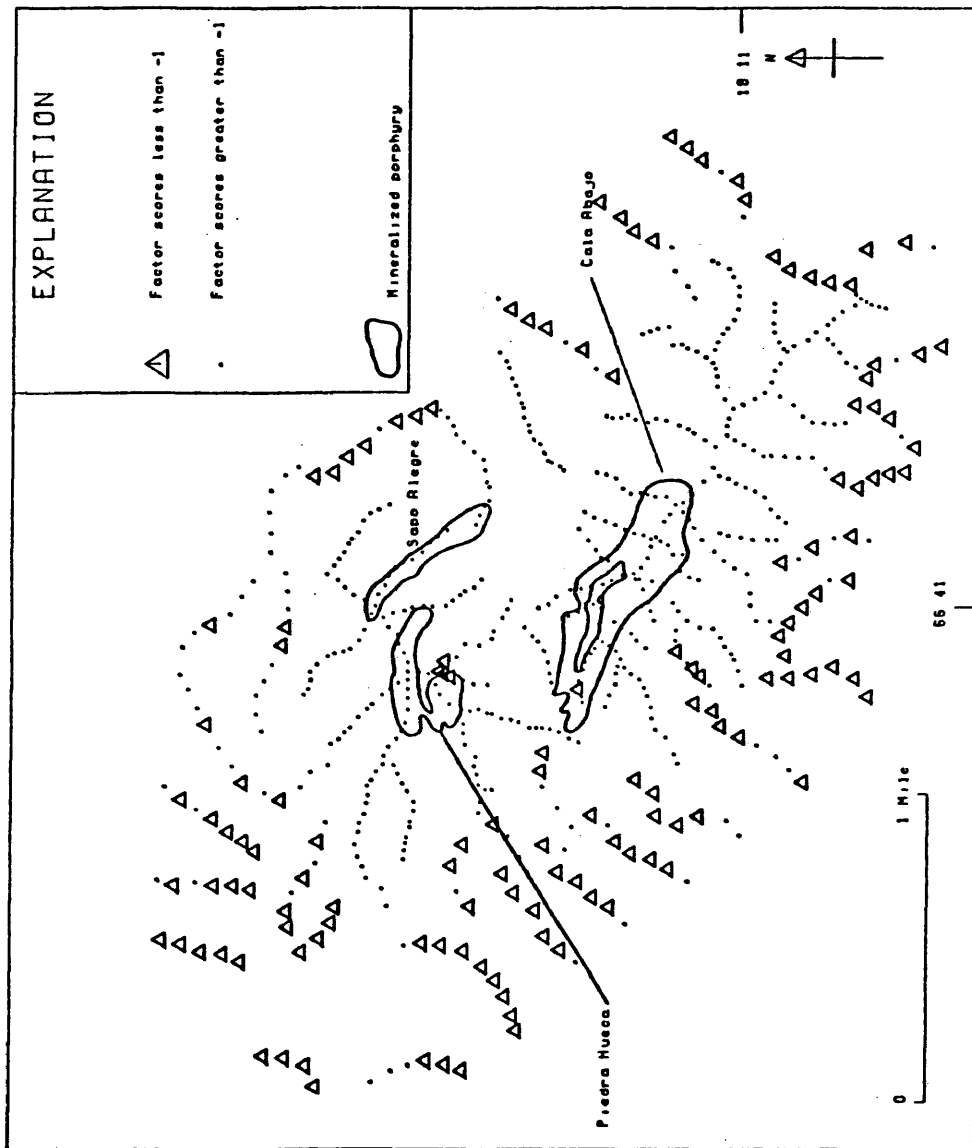 EXPLANATION
Factor scores less than -1
Factor scores greater than -1
Mineralized porphyry
18 11
N
Sapo Alegre
Cala Abajo
Piedra Hueca
66 41
0 1 Mile